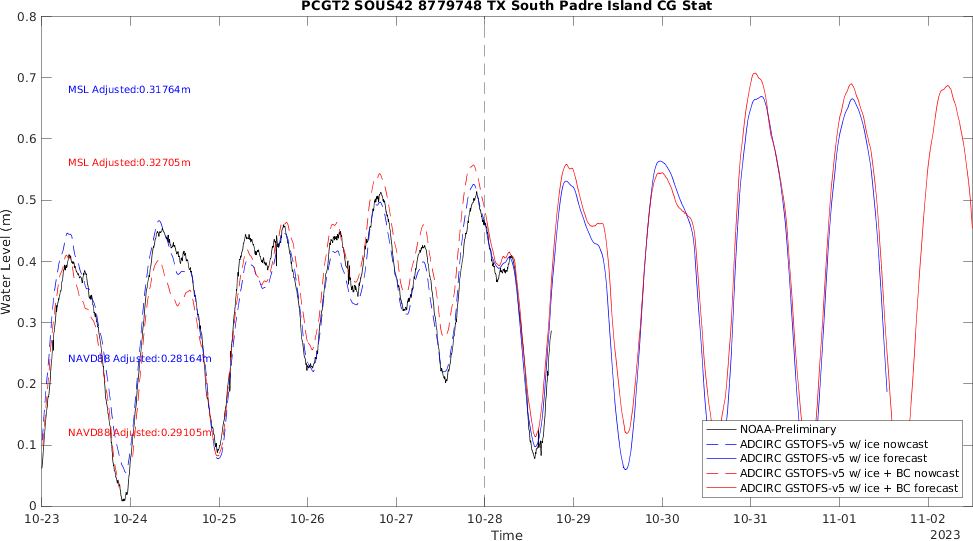 PCGT2 SOUS42 8779748 TX South Padre Island CG Stat
0.8
0.7
0.6
0.5
0.4
0.3
0.2
0.1
0
Water Level (m)
MSL Adjusted:0.31764m
MSL Adjusted:0.32705m
NAVD88 Adjusted:0.28164m
NAVD88 Adjusted:0.29105m
NOAA-Preliminary
ADCIRC GSTOFS-v5 w/ ice nowcast
ADCIRC GSTOFS-v5 w/ ice forecast
ADCIRC GSTOFS-v5 w/ ice + BC nowcast
ADCIRC GSTOFS-v5 w/ ice + BC forecast
10-23 10-24 10-25 10-26 10-27 10-28 10-29 10-30 10-31 11-01 11-02
Time
2023